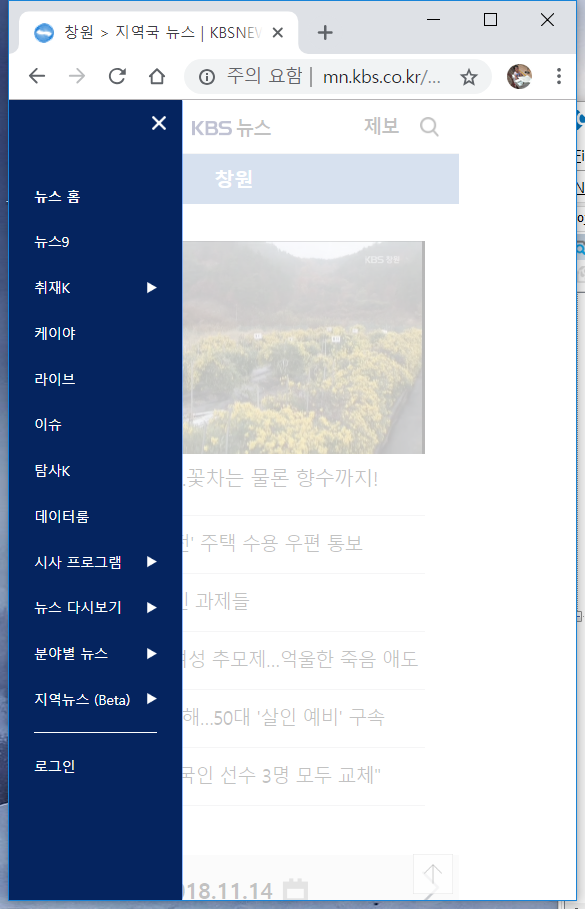 창원 > 지역국 뉴스 | KBSNEW
주의 요함 | mn.kbs.co.kr/...
KBS 뉴스
제보
창원
뉴스 홈
뉴스9
취재K
케이야
라이브
이슈
탐사K
데이터룸
시사 프로그램
뉴스 다시보기
분야별 뉴스
지역뉴스 (Beta)
로그인
KBS 창원
.꽃차는 물론 향수까지!
' 주택 수용 우편 통보
과제들
여성 추모제...억울한 죽음 애도
해...50대 '살인 예비' 구속
국인 선수 3명 모두 교체"
018.11.14